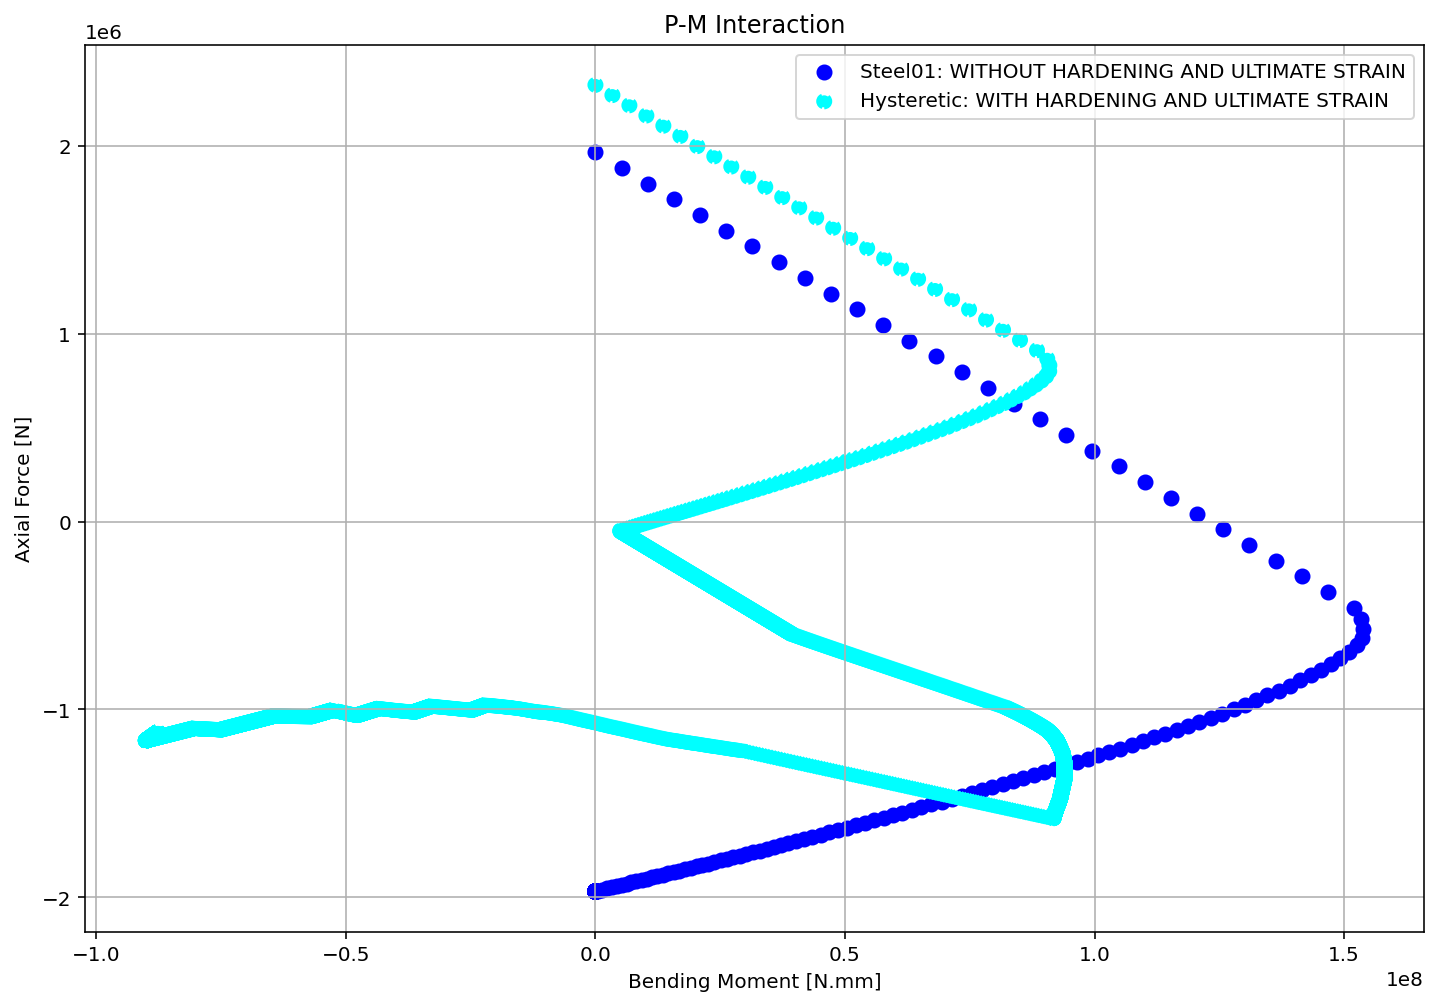 P-M Interaction
1e6
Steel01: WITHOUT HARDENING AND ULTIMATE STRAIN
Hysteretic: WITH HARDENING AND ULTIMATE STRAIN
2
1
0
−1
−2
Axial Force [N]
−1.0 −0.5 0.0 0.5 1.0 1.5
1e8
Bending Moment [N.mm]